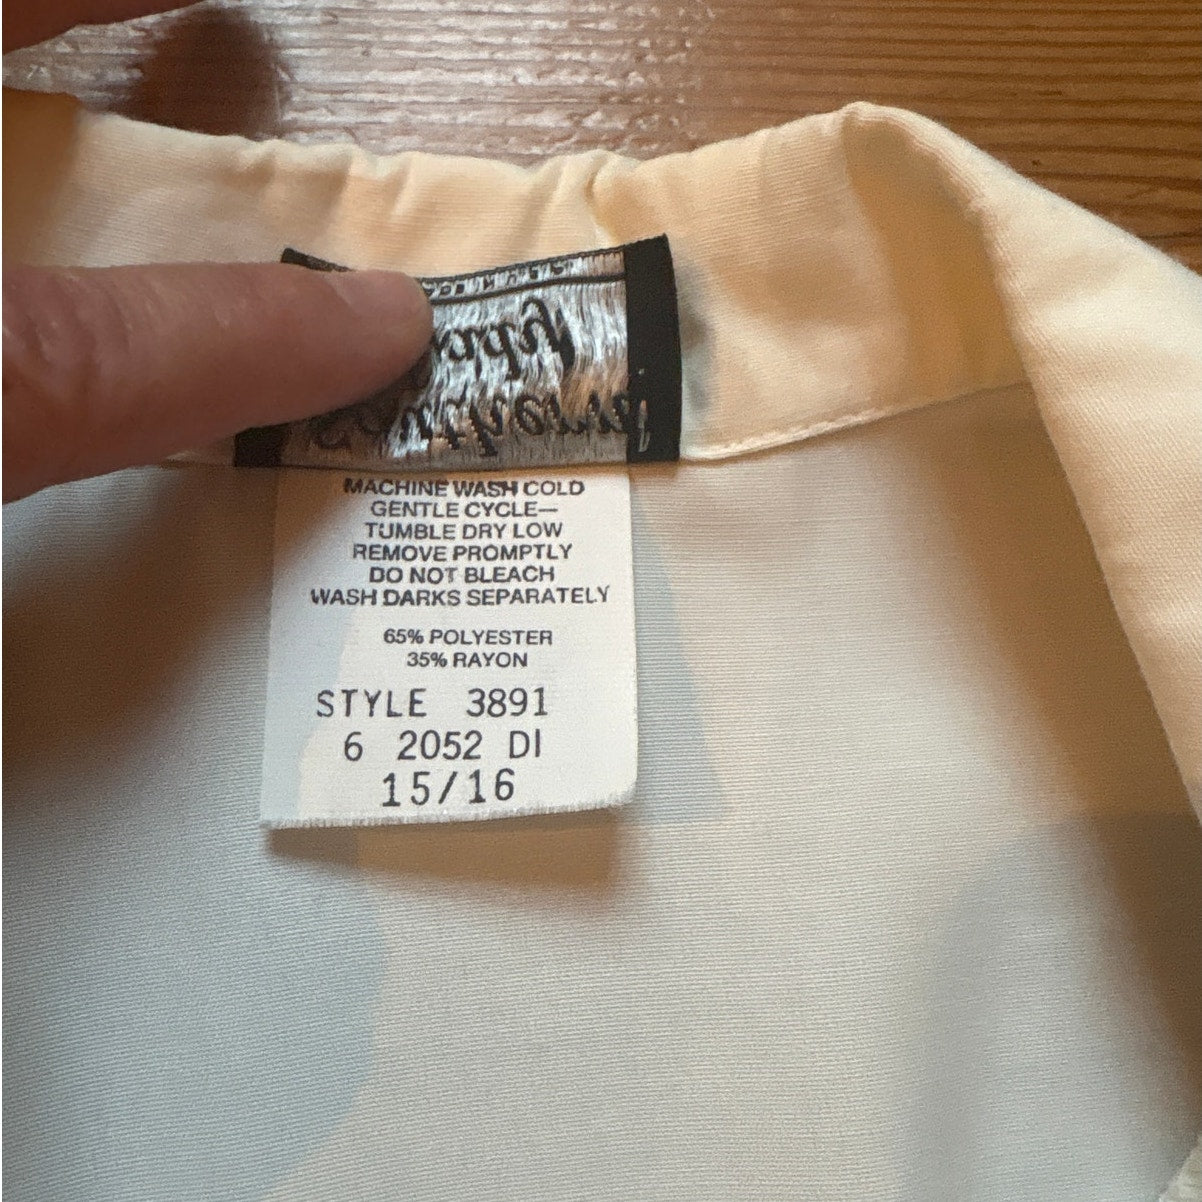 MACHINE WASH COLD
GENTLE CYCLE—
TUMBLE DRY LOW
REMOVE PROMPTLY
DO NOT BLEACH
WASH DARKS SEPARATELY
65% POLYESTER
35% RAYON
STYLE 3891
6 2052 DI
15/16